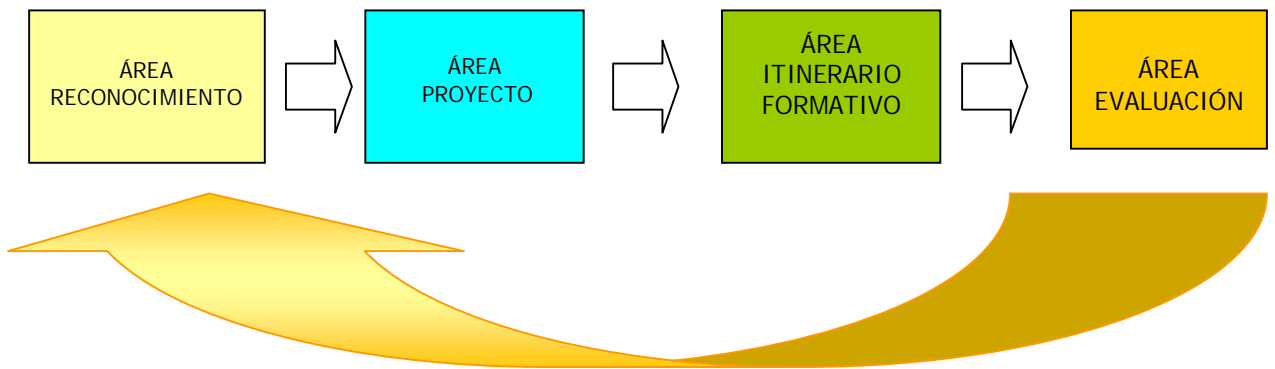 ÁREA
RECONOCIMIENTO
ÁREA
PROYECTO
ÁREA
ITINERARIO
FORMATIVO
ÁREA
EVALUACIÓN